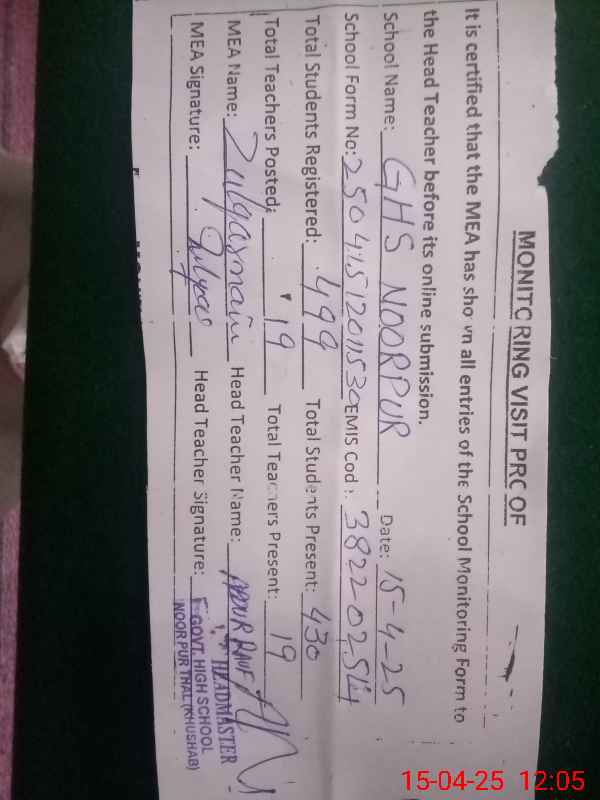 MONITORING VISIT PROOF
It is certified that the MEA has shown all entries of the School Monitoring Form to
the Head Teacher before its online submission.
School Name: GHS NOORPUR Date: 15-4-25
School Form No: 25041512011530 EMIS Code: 38220254
Total Students Registered: 499 Total Students Present: 430
Total Teachers Posted: 19 Total Teachers Present: 19
MEA Name: Zulqasnain Head Teacher Name: ABDUR RAUF
MEA Signature: Head Teacher Signature:
HEADMASTER
GOVT. HIGH SCHOOL
NOORPUR THAL (KHUSHAB)
15-04-25 12:05